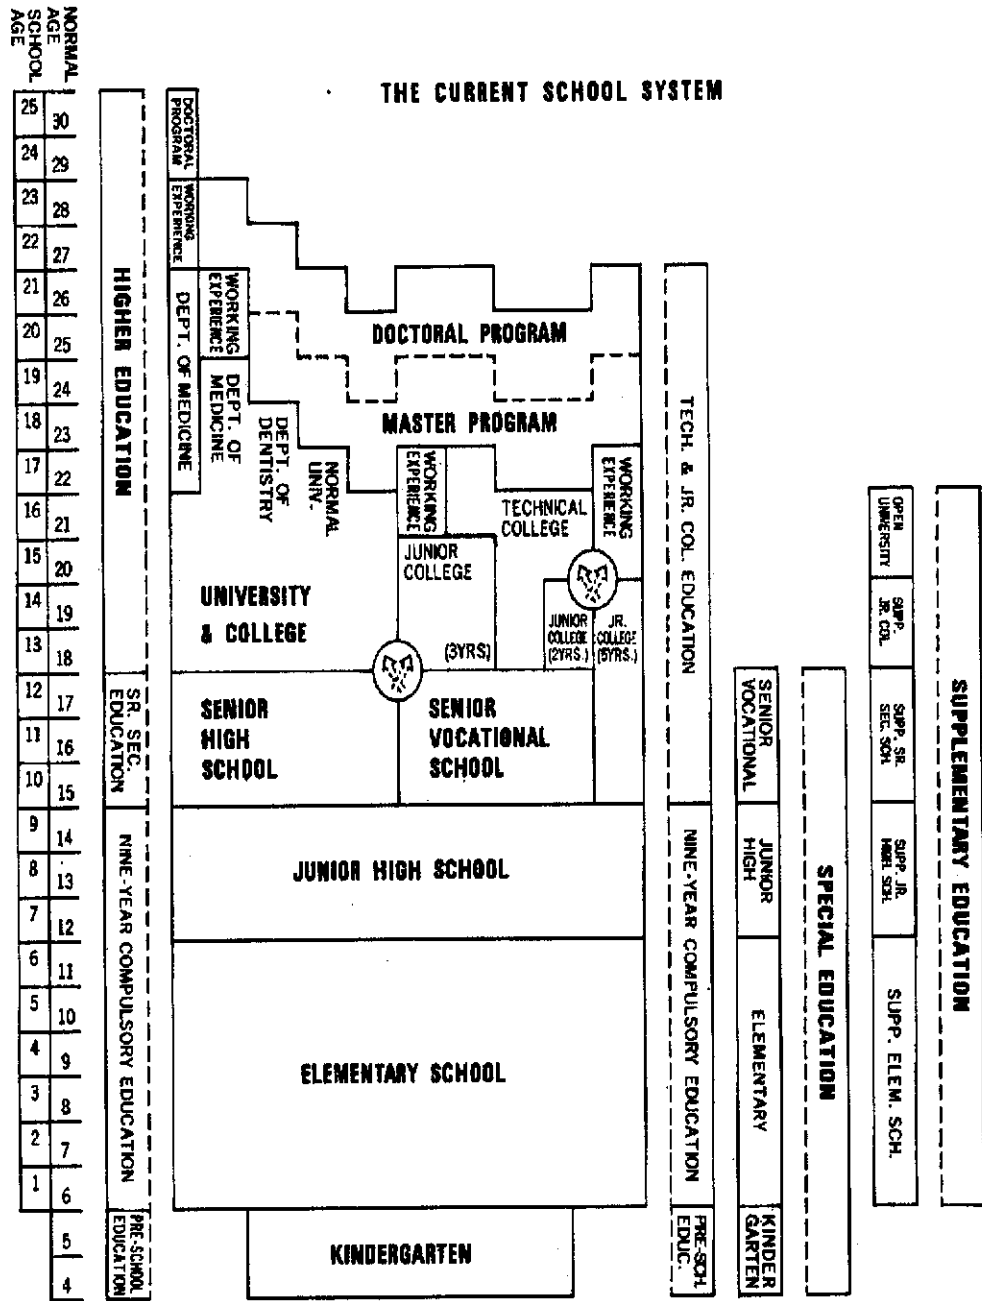 THE CURRENT SCHOOL SYSTEM
NORMAL
AGE
SCHOOL
AGE
25
24
23
22
21
20
19
18
17
16
15
14
13
12
11
10
9
8
7
6
5
4
3
2
1
30
29
28
27
26
25
24
23
22
21
20
19
18
17
16
15
14
13
12
11
10
9
8
7
6
5
4
HIGHER EDUCATION
SR. SEC.
EDUCATION
NINE-YEAR COMPULSORY EDUCATION
PRE-SCHOOL
EDUCATION
DOCTORAL
PROGRAM
WORKING
EXPERIENCE
DEPT. OF MEDICINE
WORKING
EXPERIENCE
DEPT. OF
MEDICINE
DEPT. OF
DENTISTRY
NORMAL
UNIV.
DOCTORAL PROGRAM
MASTER PROGRAM
WORKING
EXPERIENCE
TECHNICAL
COLLEGE
WORKING
EXPERIENCE
JUNIOR
COLLEGE
(3YRS)
JUNIOR
COLLEGE
(2YRS.)
JR.
COLLEGE
(5YRS.)
UNIVERSITY
& COLLEGE
SENIOR
HIGH
SCHOOL
SENIOR
VOCATIONAL
SCHOOL
JUNIOR HIGH SCHOOL
ELEMENTARY SCHOOL
KINDERGARTEN
TECH. & JR. COL. EDUCATION
NINE-YEAR COMPULSORY EDUCATION
PRE-SCH.
EDUC.
SENIOR
VOCATIONAL
JUNIOR
HIGH
ELEMENTARY
KINDER
GARTEN
SPECIAL EDUCATION
OPEN
UNIVERSITY
SUPP.
JR. COL.
SUPP. SR.
SEC. SCH.
SUPP. JR.
HIGH. SCH.
SUPP. ELEM. SCH.
SUPPLEMENTARY EDUCATION